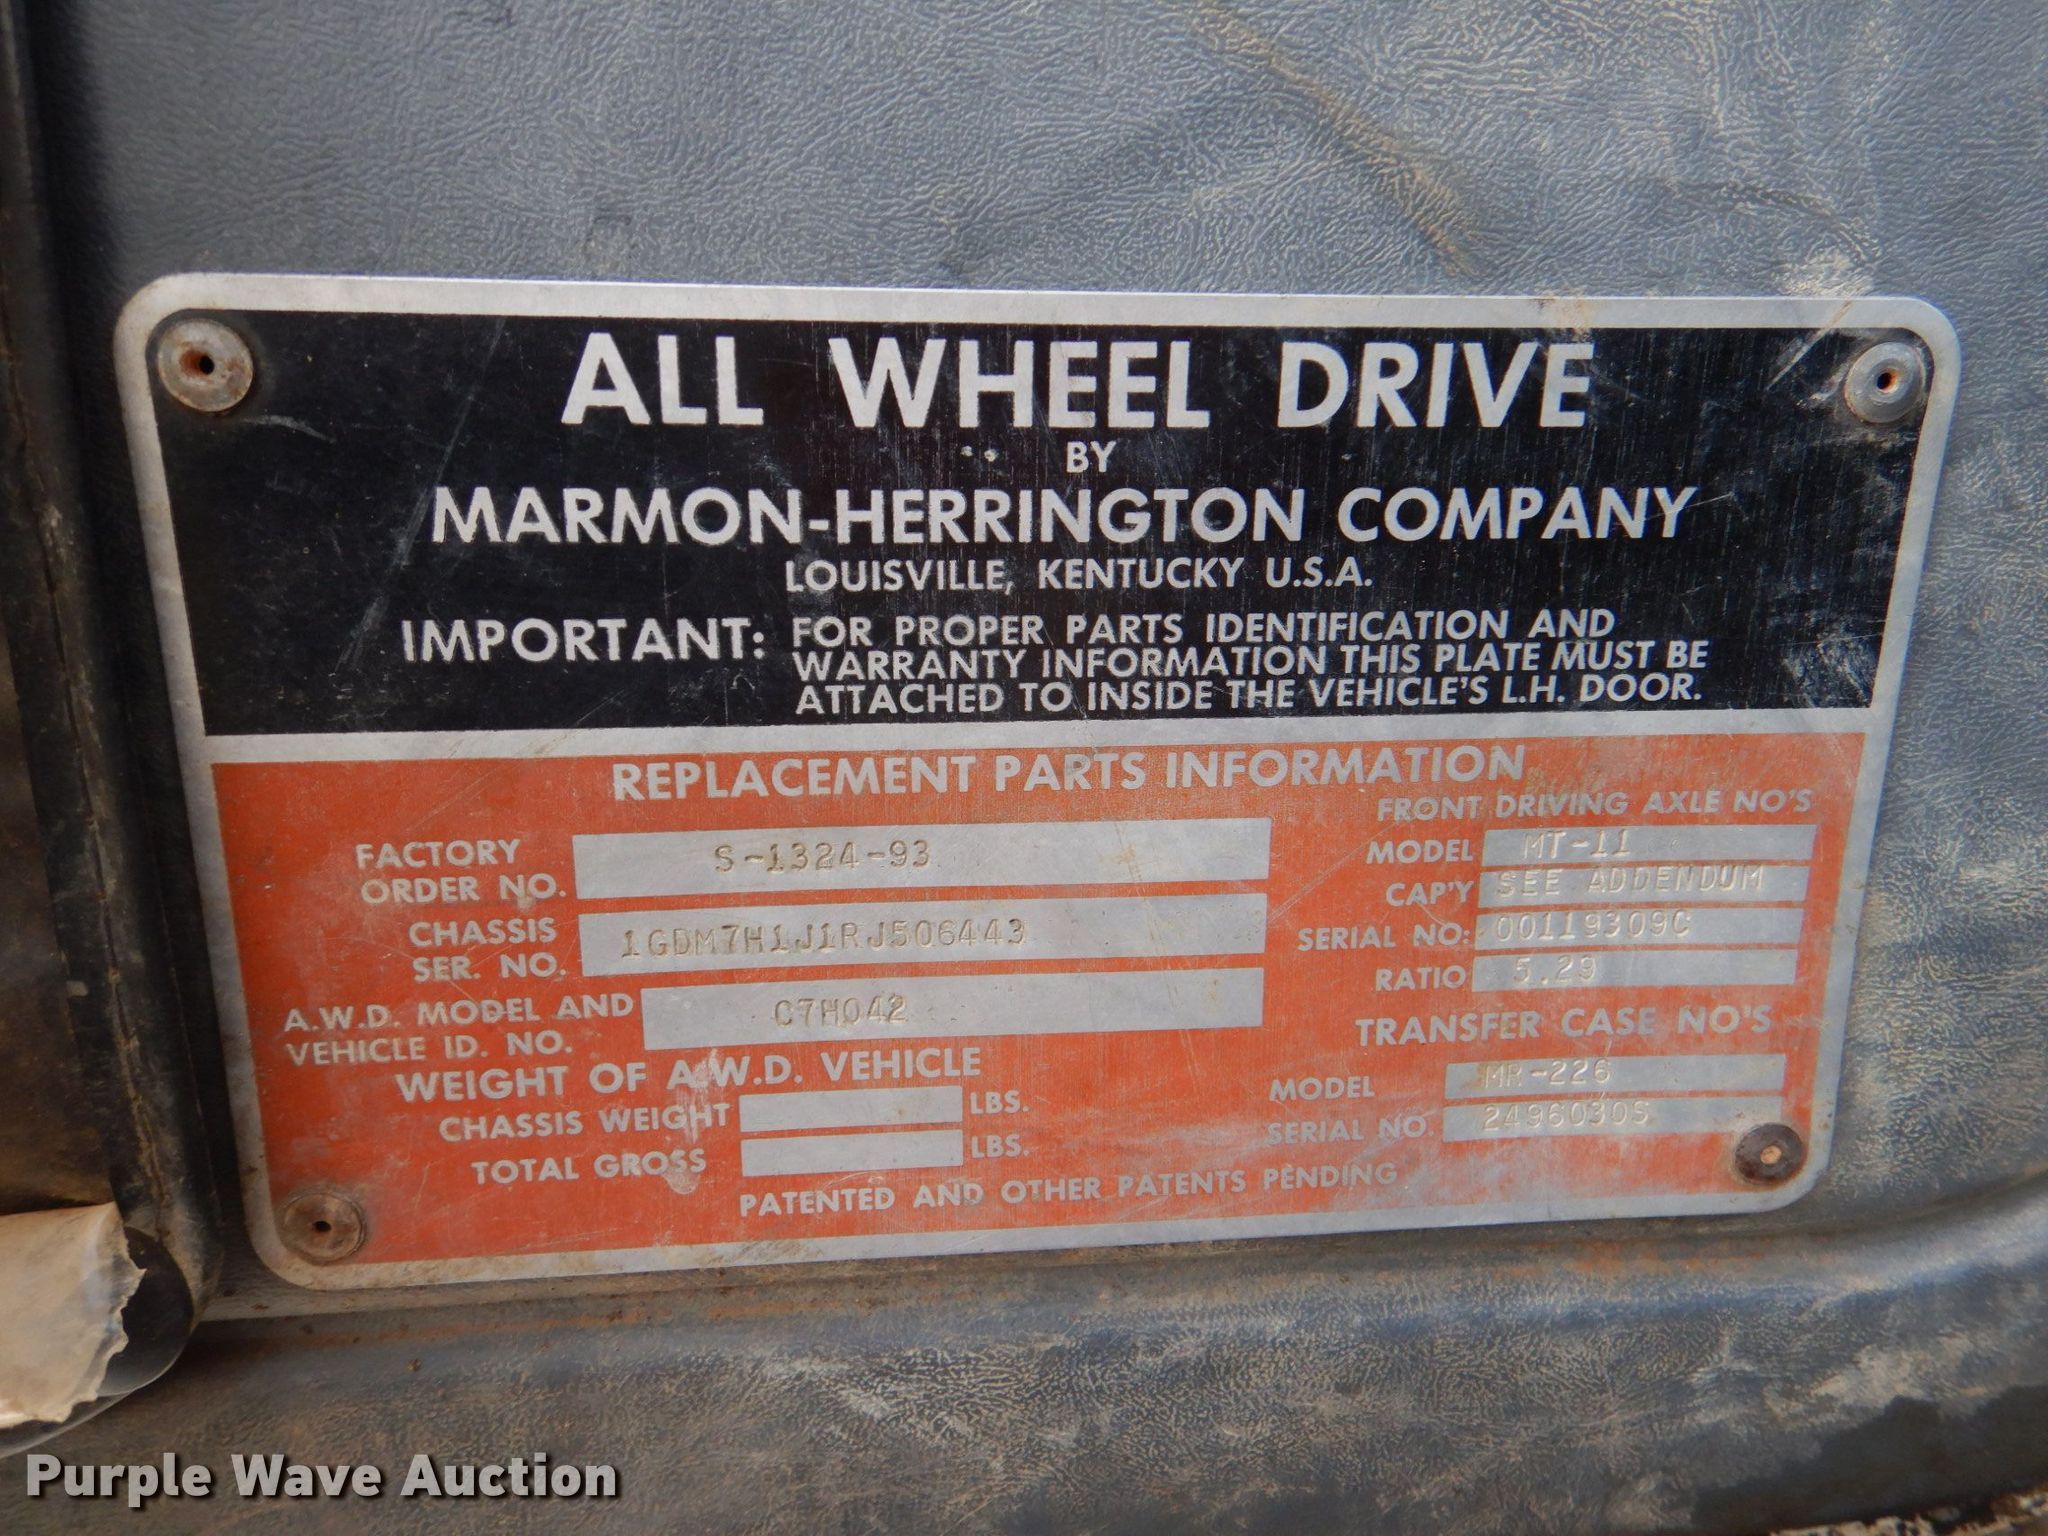 ALL WHEEL DRIVE
BY
MARMON-HERRINGTON COMPANY
LOUISVILLE, KENTUCKY U.S.A.
IMPORTANT: FOR PROPER PARTS IDENTIFICATION AND
WARRANTY INFORMATION THIS PLATE MUST BE
ATTACHED TO INSIDE THE VEHICLE'S L.H. DOOR.
REPLACEMENT PARTS INFORMATION
FACTORY
ORDER NO. S-1324-93
CHASSIS
SER. NO. 1GDM7H1J1RJ506443
A.W.D. MODEL AND
VEHICLE ID. NO. C7H042
WEIGHT OF A.W.D. VEHICLE
CHASSIS WEIGHT LBS.
TOTAL GROSS LBS.
FRONT DRIVING AXLE NO'S
MODEL MT-11
CAP'Y SEE ADDENDUM
SERIAL NO: 00119309C
RATIO 5.29
TRANSFER CASE NO'S
MODEL MR-226
SERIAL NO. 2496030S
PATENTED AND OTHER PATENTS PENDING
Purple Wave Auction